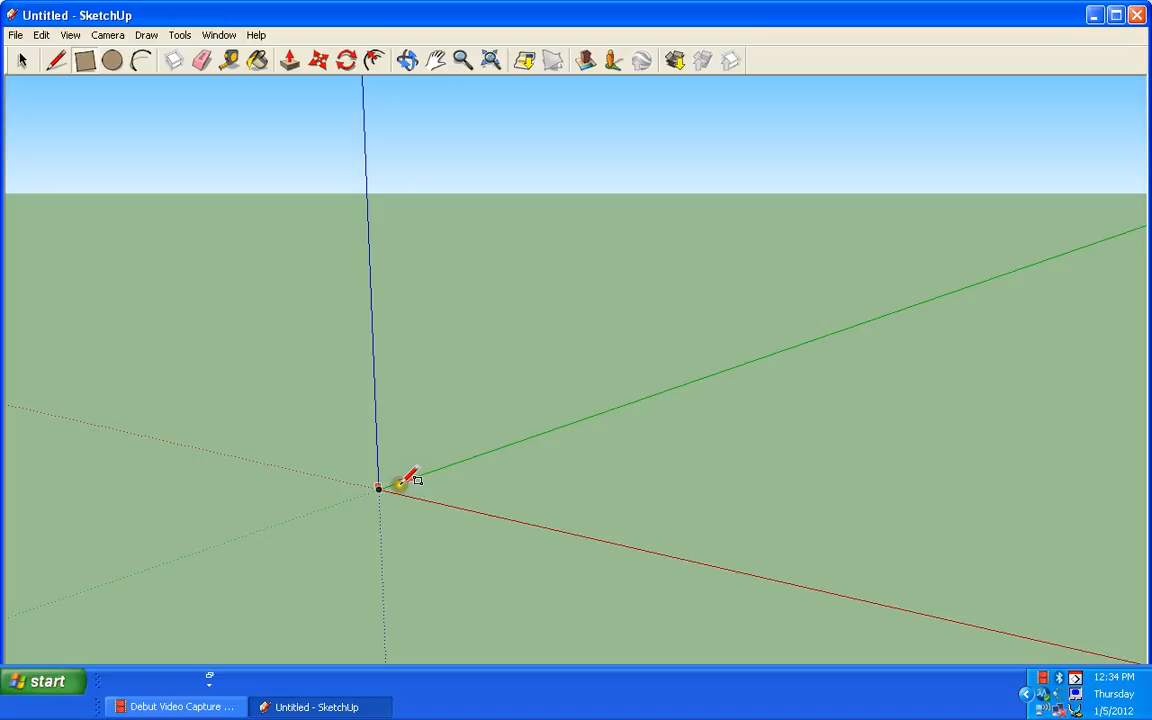 Untitled - SketchUp
File Edit View Camera Draw Tools Window Help
start
12:34 PM
Thursday
Debut Video Capture ...
Untitled - SketchUp
1/5/2012